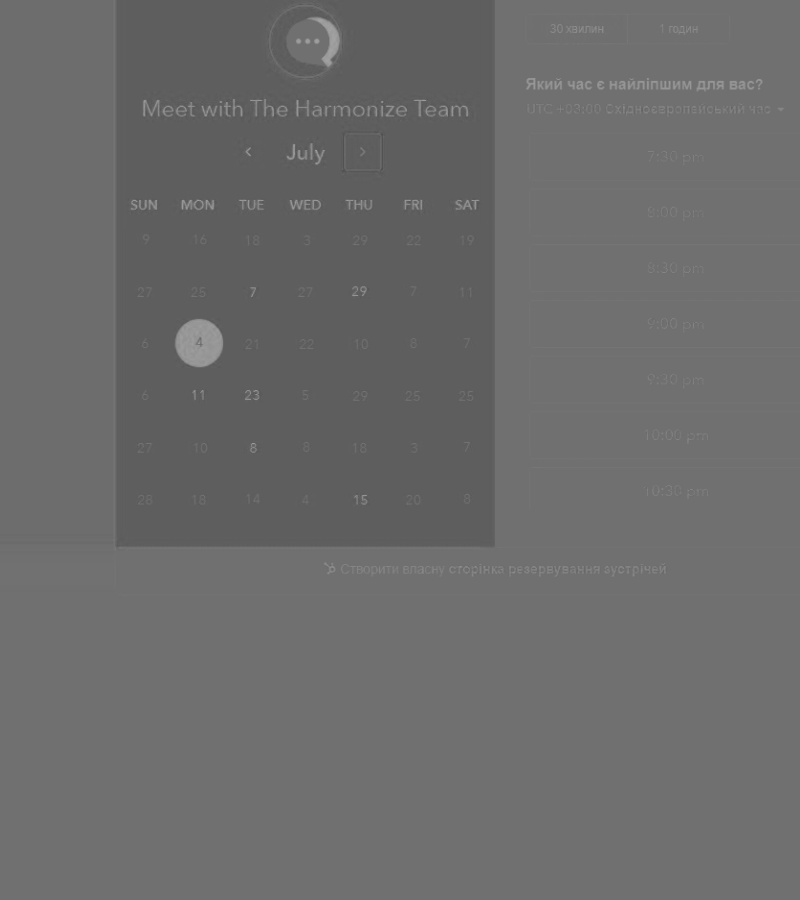 Meet with The Harmonize Team
July
SUN MON TUE WED THU FRI SAT
9 16 18 3 29 22 19
27 25 7 27 29 7 11
6 4 21 22 10 8 7
6 11 23 5 29 25 25
27 10 8 8 18 3 7
28 18 14 4 15 20 8
30 хвилин 1 годин
Який час є найліпшим для вас?
UTC +03:00 Східноєвропейський час
7:30 pm
8:00 pm
8:30 pm
9:00 pm
9:30 pm
10:00 pm
10:30 pm
Створити власну сторінка резервування зустрічей